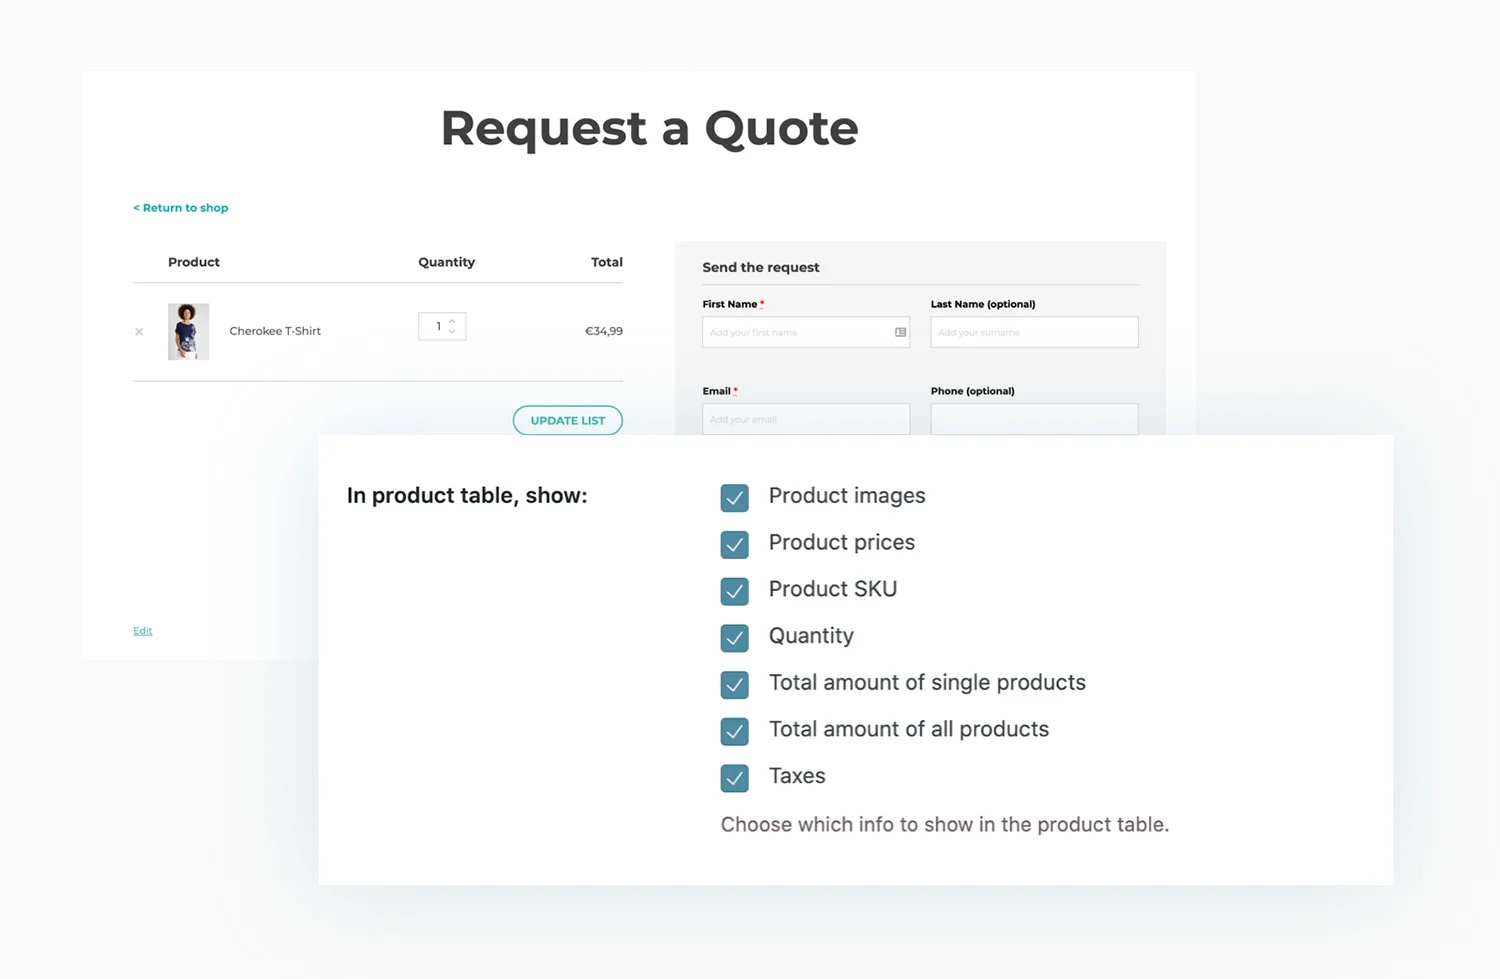 Request a Quote
< Return to shop
Product Quantity Total
× Cherokee T-Shirt 1 €34,99
UPDATE LIST
Edit
Send the request
First Name * Last Name (optional)
Add your first name Add your surname
Email * Phone (optional)
Add your email
In product table, show:
Product images
Product prices
Product SKU
Quantity
Total amount of single products
Total amount of all products
Taxes
Choose which info to show in the product table.